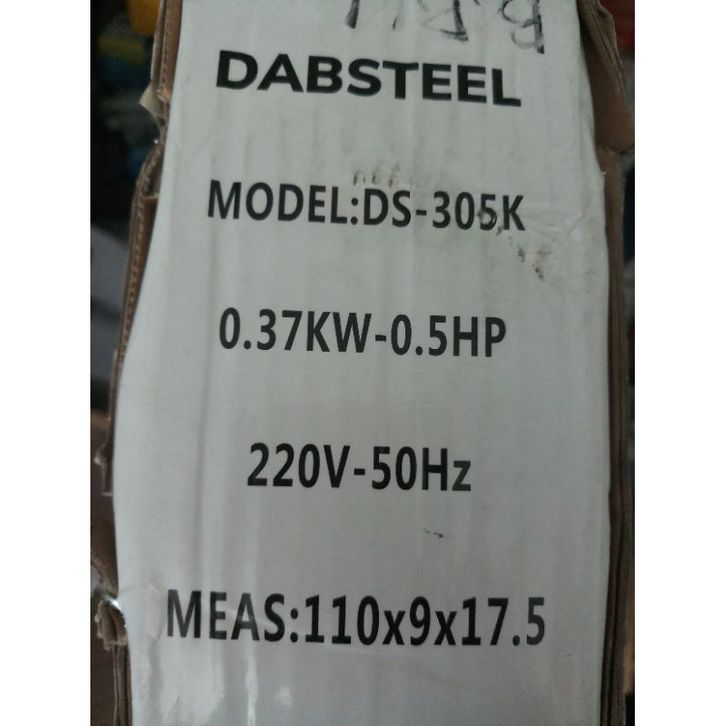 DABSTEEL
MODEL:DS-305K
0.37KW-0.5HP
220V-50Hz
MEAS:110x9x17.5